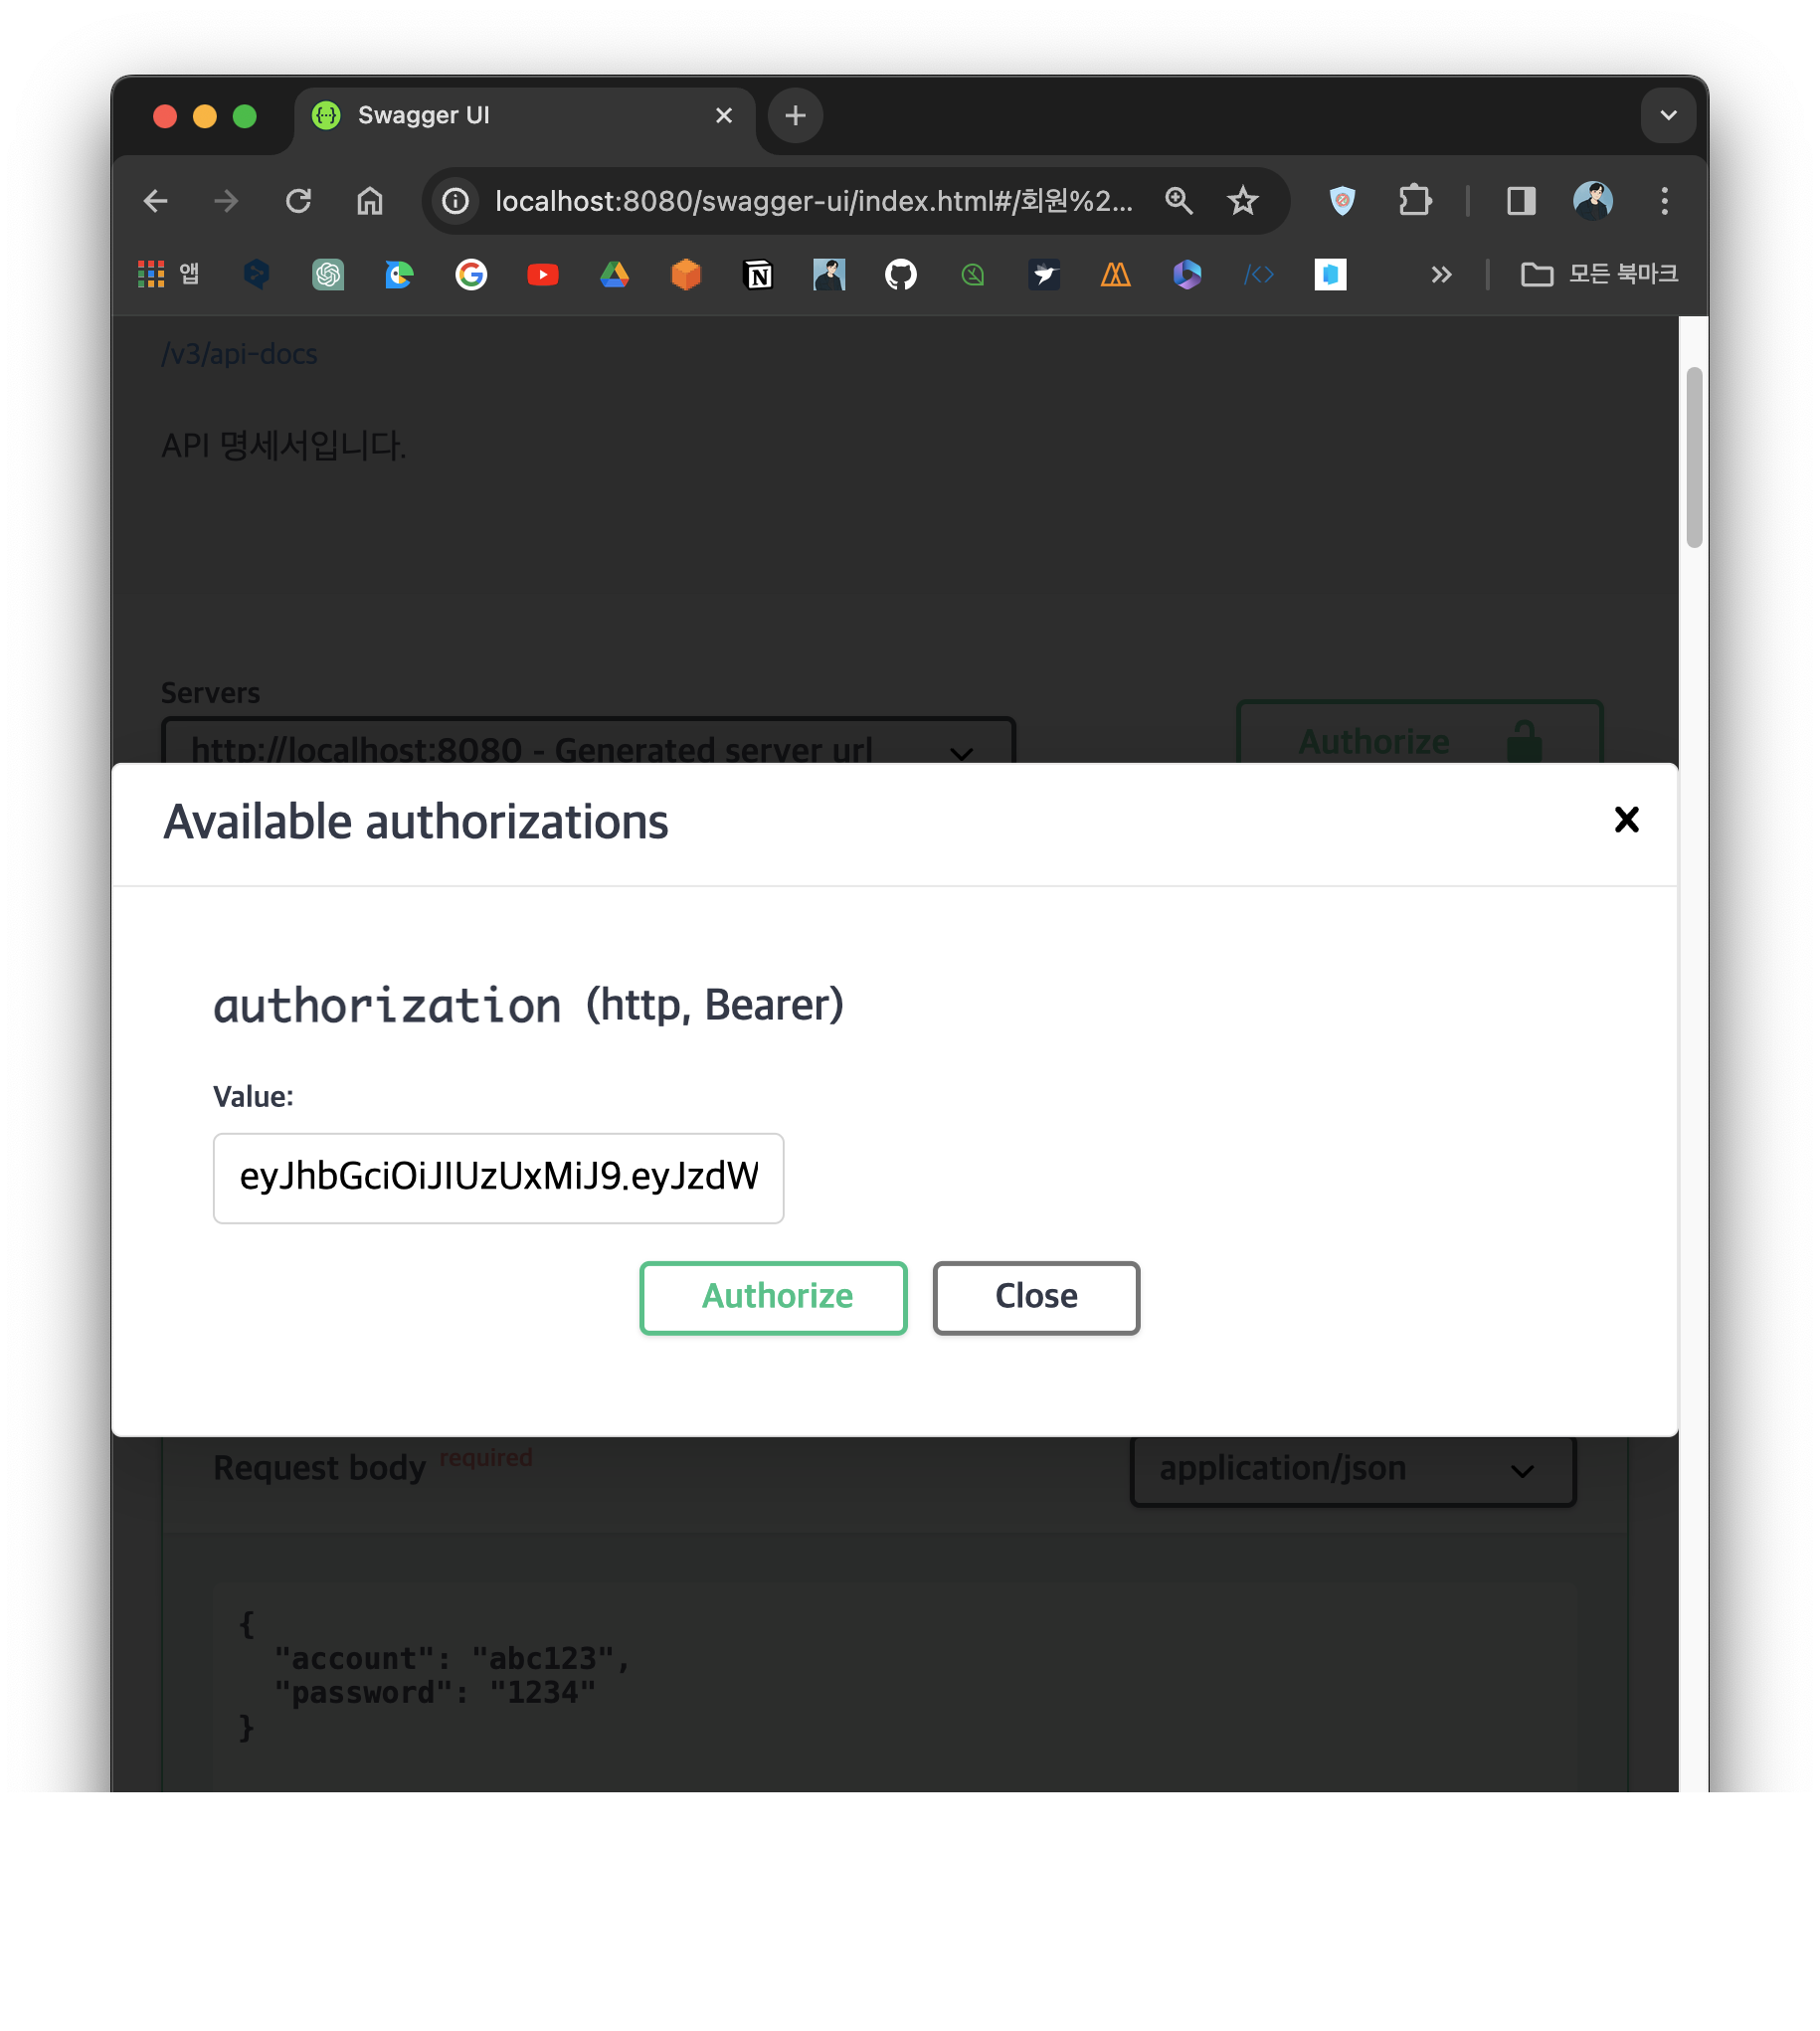 Swagger UI
localhost:8080/swagger-ui/index.html#/회원%2...
앱
모든 북마크
/v3/api-docs
API 명세서입니다.
Servers
http://localhost:8080 - Generated server url
Authorize
Available authorizations
authorization (http, Bearer)
Value:
eyJhbGciOiJIUzUxMiJ9.eyJzdW
Authorize
Close
Request body required
application/json
{
"account": "abc123",
"password": "1234"
}